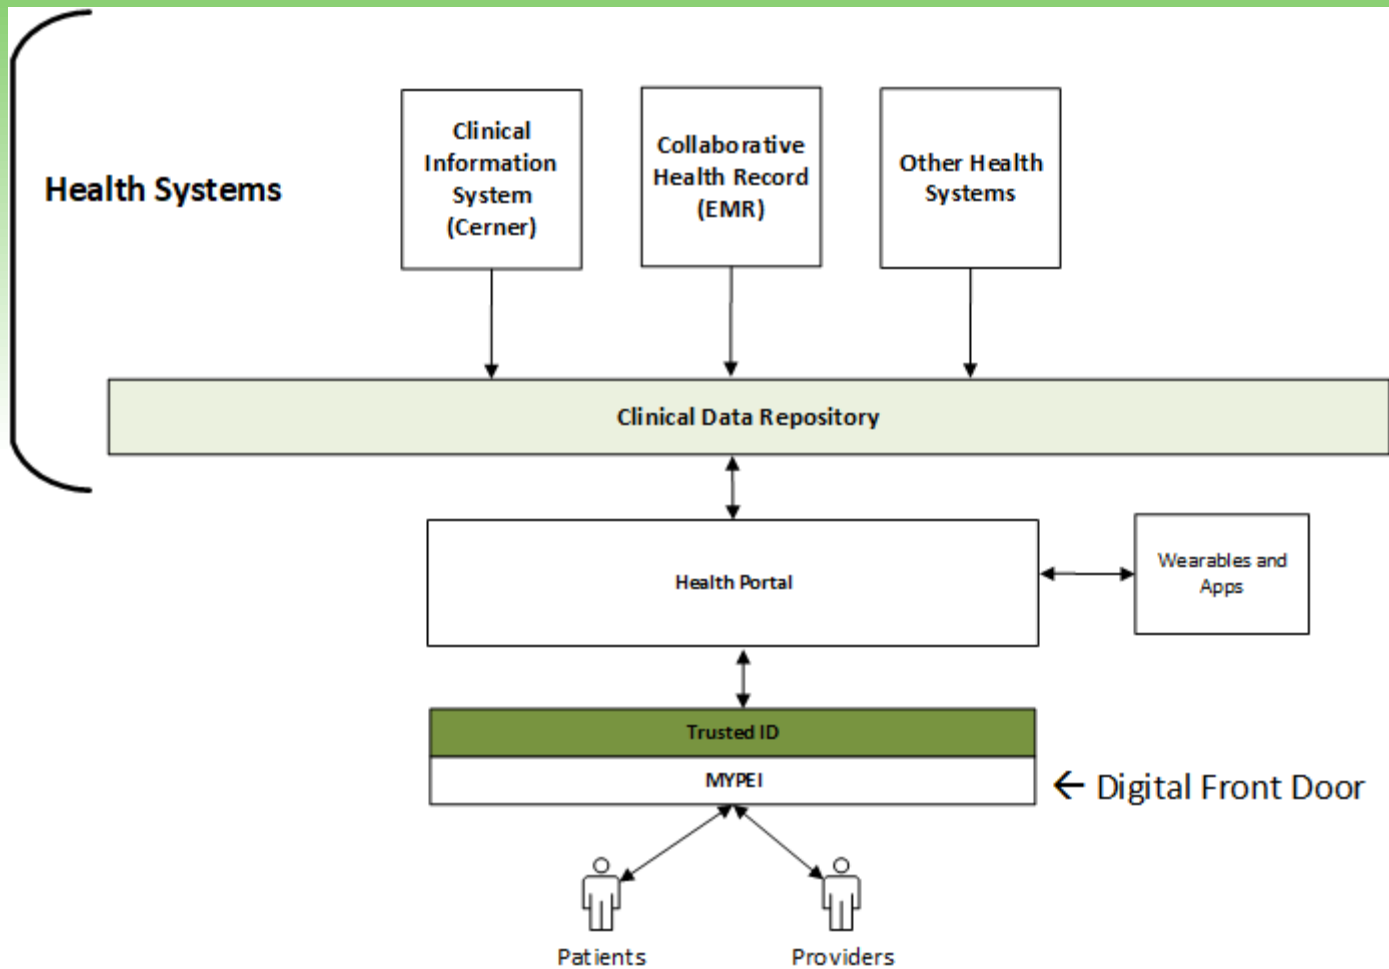 Health Systems
Clinical
Information
System
(Cerner)
Collaborative
Health Record
(EMR)
Other Health
Systems
Clinical Data Repository
Health Portal
Wearables and
Apps
Trusted ID
MYPEI
← Digital Front Door
Patients
Providers